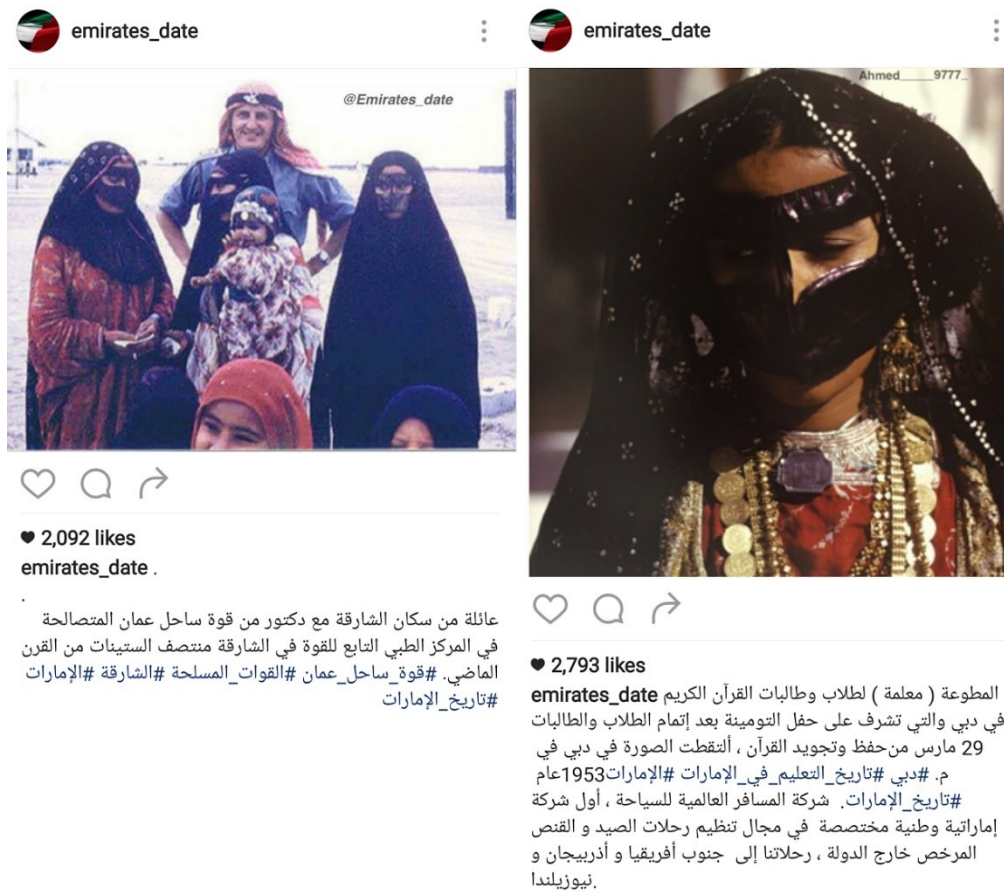 emirates_date
@Emirates_date
2,092 likes
emirates_date .
.
عائلة من سكان الشارقة مع دكتور من قوة ساحل عمان المتصالحة
في المركز الطبي التابع للقوة في الشارقة منتصف الستينات من القرن
الماضي. #قوة_ساحل_عمان #القوات_المسلحة #الشارقة #الإمارات
#تاريخ_الإمارات
emirates_date
Ahmed____9777_
2,793 likes
emirates_date المطوعة ( معلمة ) لطلاب وطالبات القرآن الكريم
في دبي والتي تشرف على حفل التومينة بعد إتمام الطلاب والطالبات
من‌حفظ وتجويد القرآن ، ألتقطت الصورة في دبي في 29 مارس
عام1953م. #دبي #تاريخ_التعليم_في_الإمارات #الإمارات
#تاريخ_الإمارات. شركة المسافر العالمية للسياحة ، أول شركة
إماراتية وطنية مختصصة في مجال تنظيم رحلات الصيد و القنص
المرخص خارج الدولة ، رحلاتنا إلى جنوب أفريقيا و أذربيجان و
نيوزيلندا.